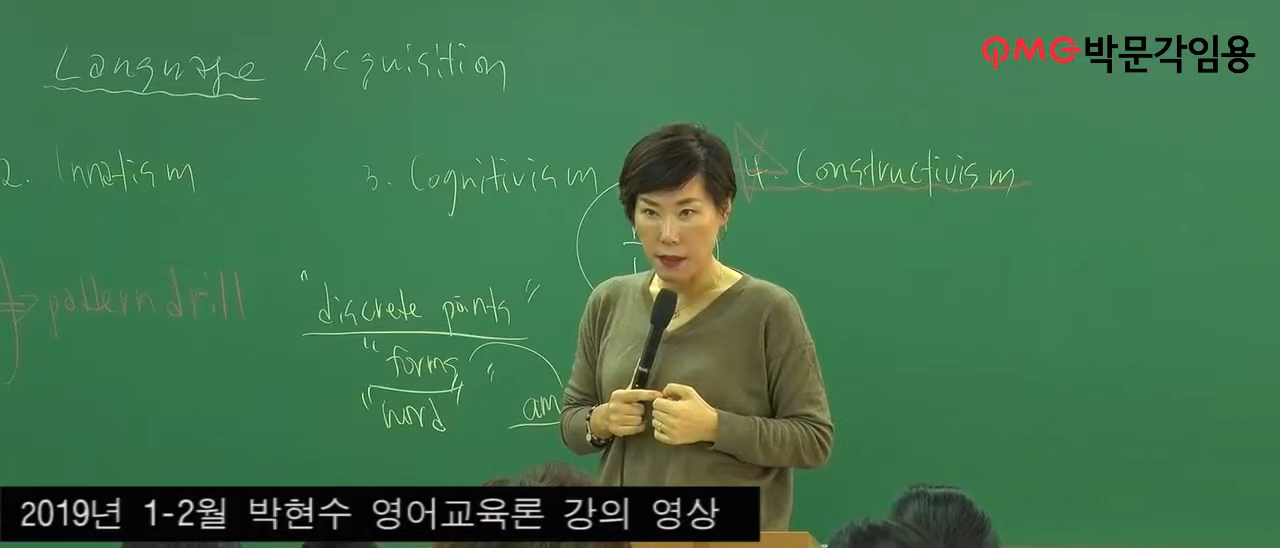 PMG박문각임용
Language Acquisition
2. Innatism
3. Cognitivism
4. Constructivism
pattern drill
"discrete points"
"forms"
"word"
am
2019년 1-2월 박현수 영어교육론 강의 영상